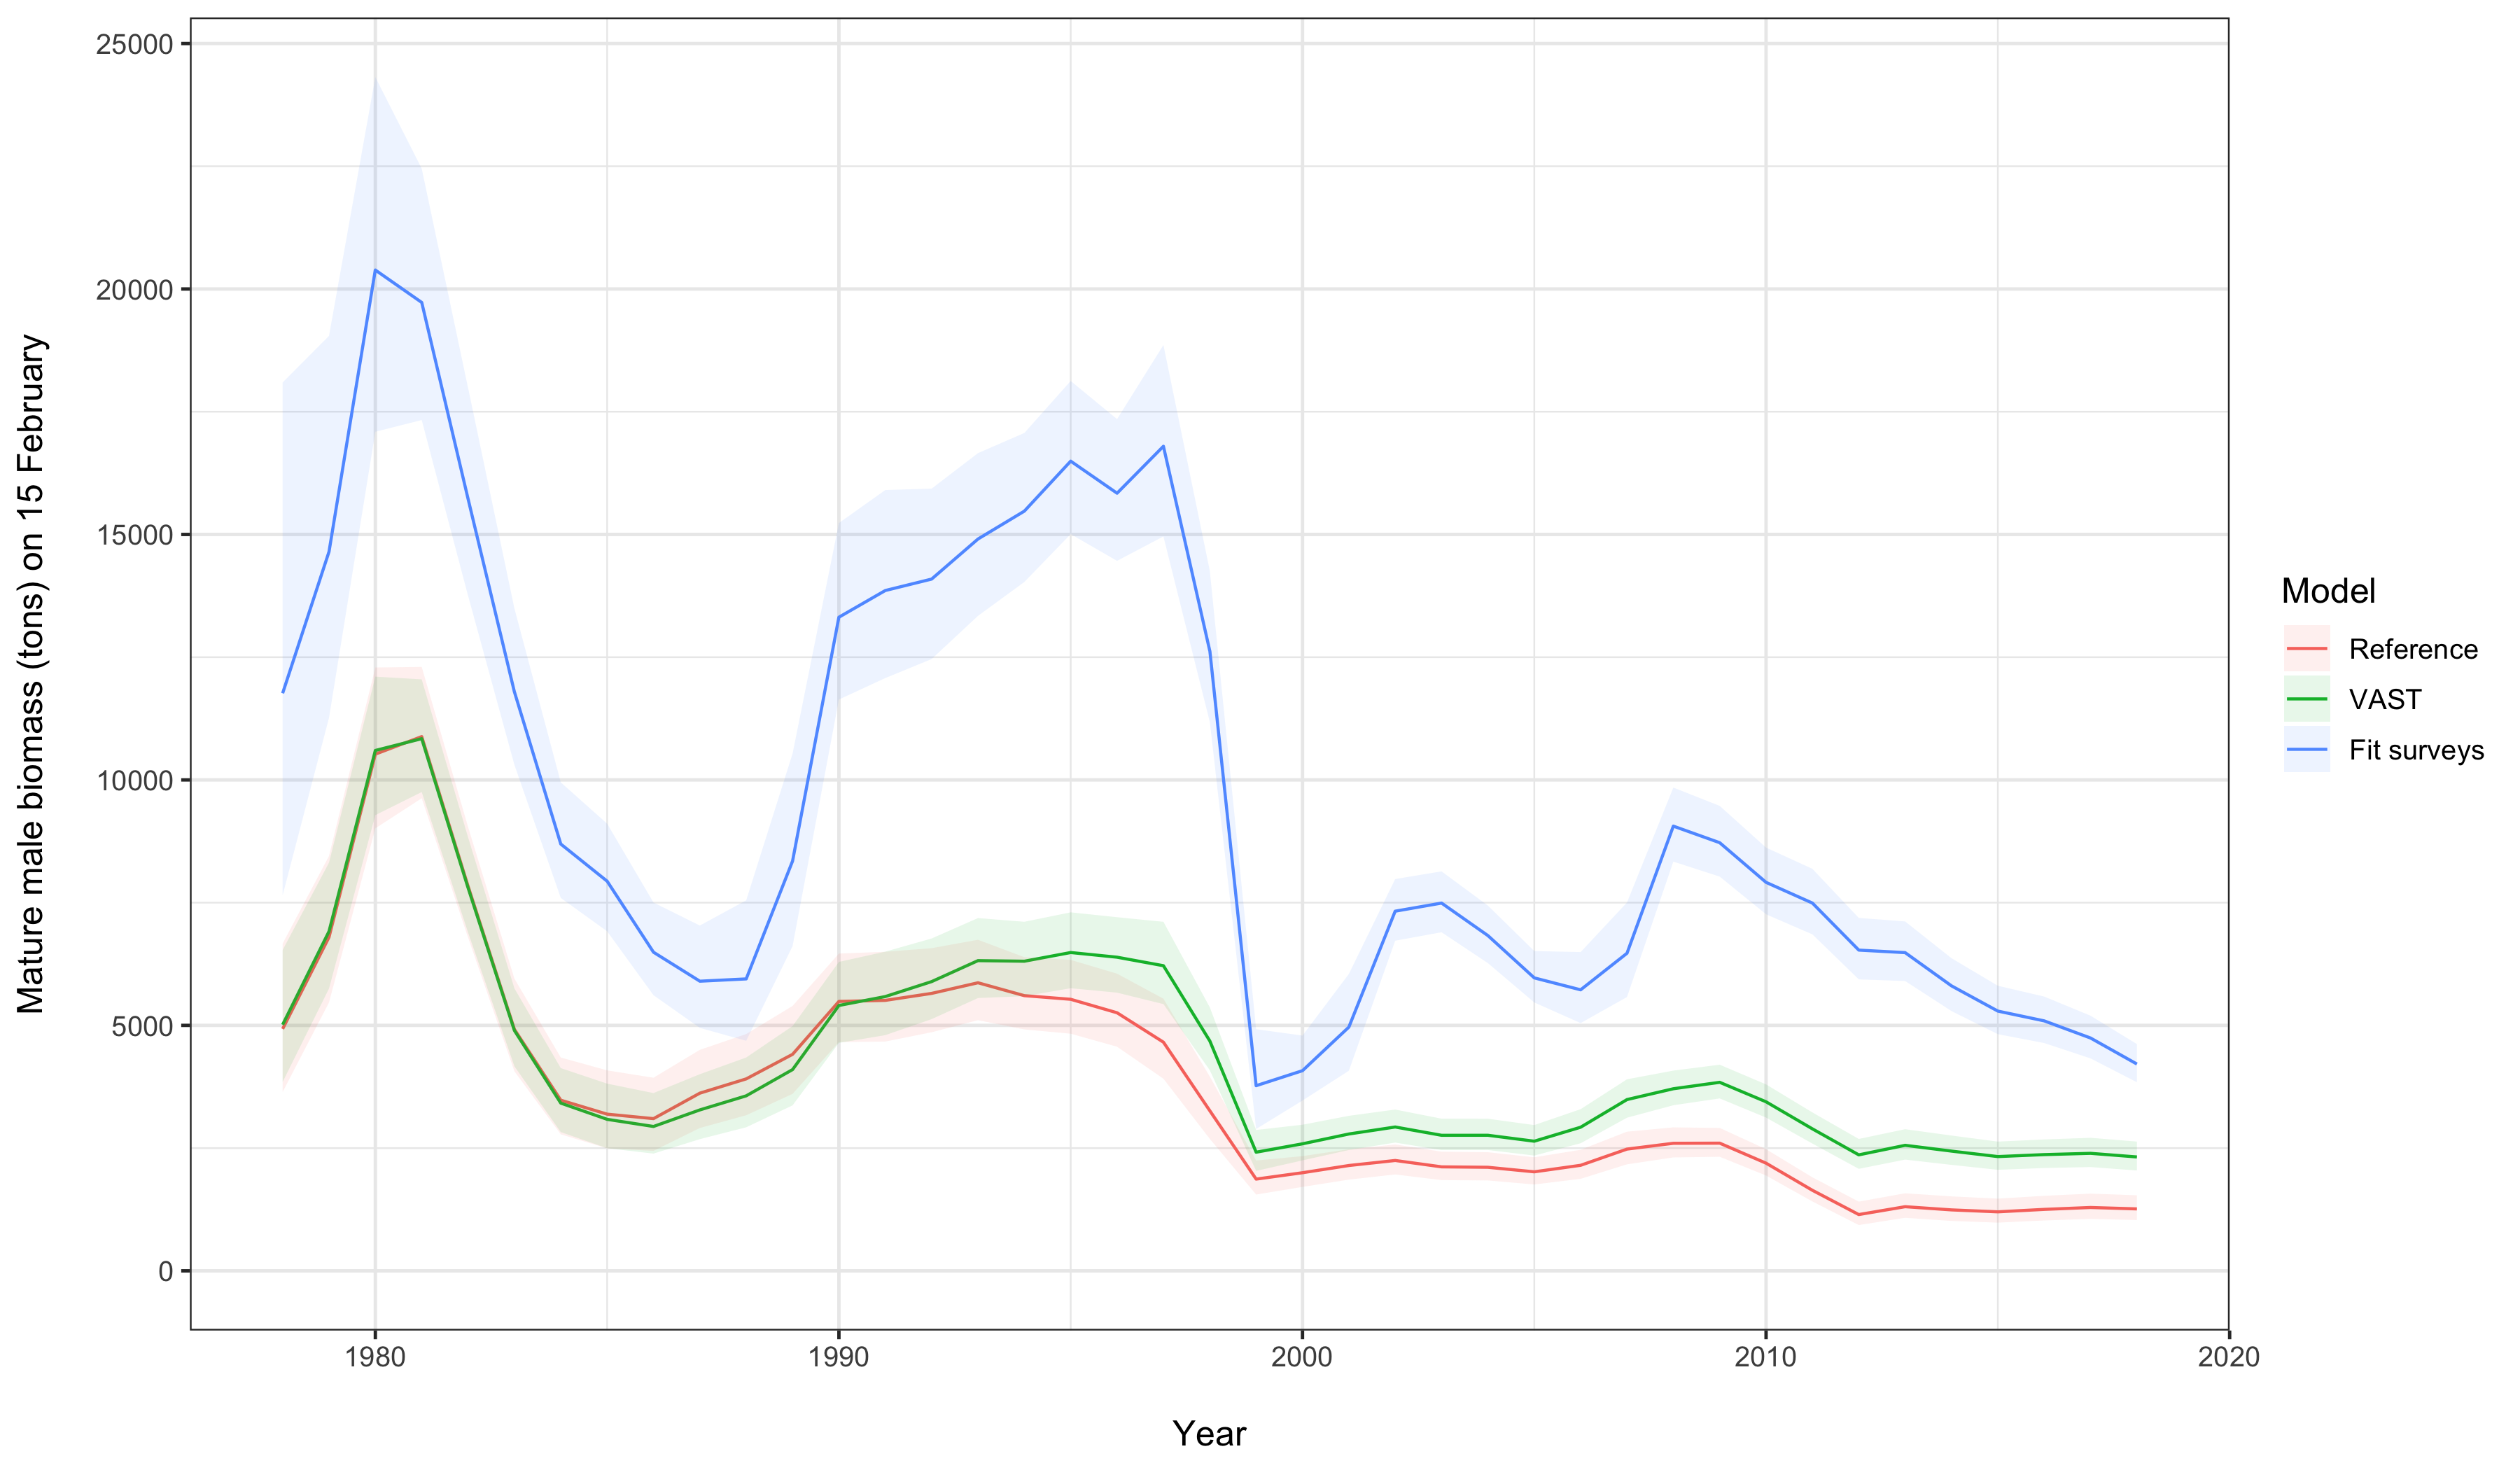 25000
20000
15000
10000
5000
0
Mature male biomass (tons) on 15 February
1980
1990
2000
2010
2020
Year
Model
Reference
VAST
Fit surveys